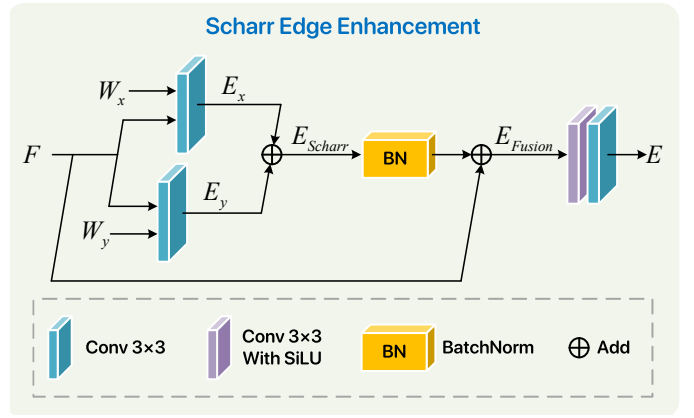 Scharr Edge Enhancement
W_x
E_x
F
E_Scharr
BN
E_Fusion
E
E_y
W_y
Conv 3×3
Conv 3×3
With SiLU
BN
BatchNorm
Add